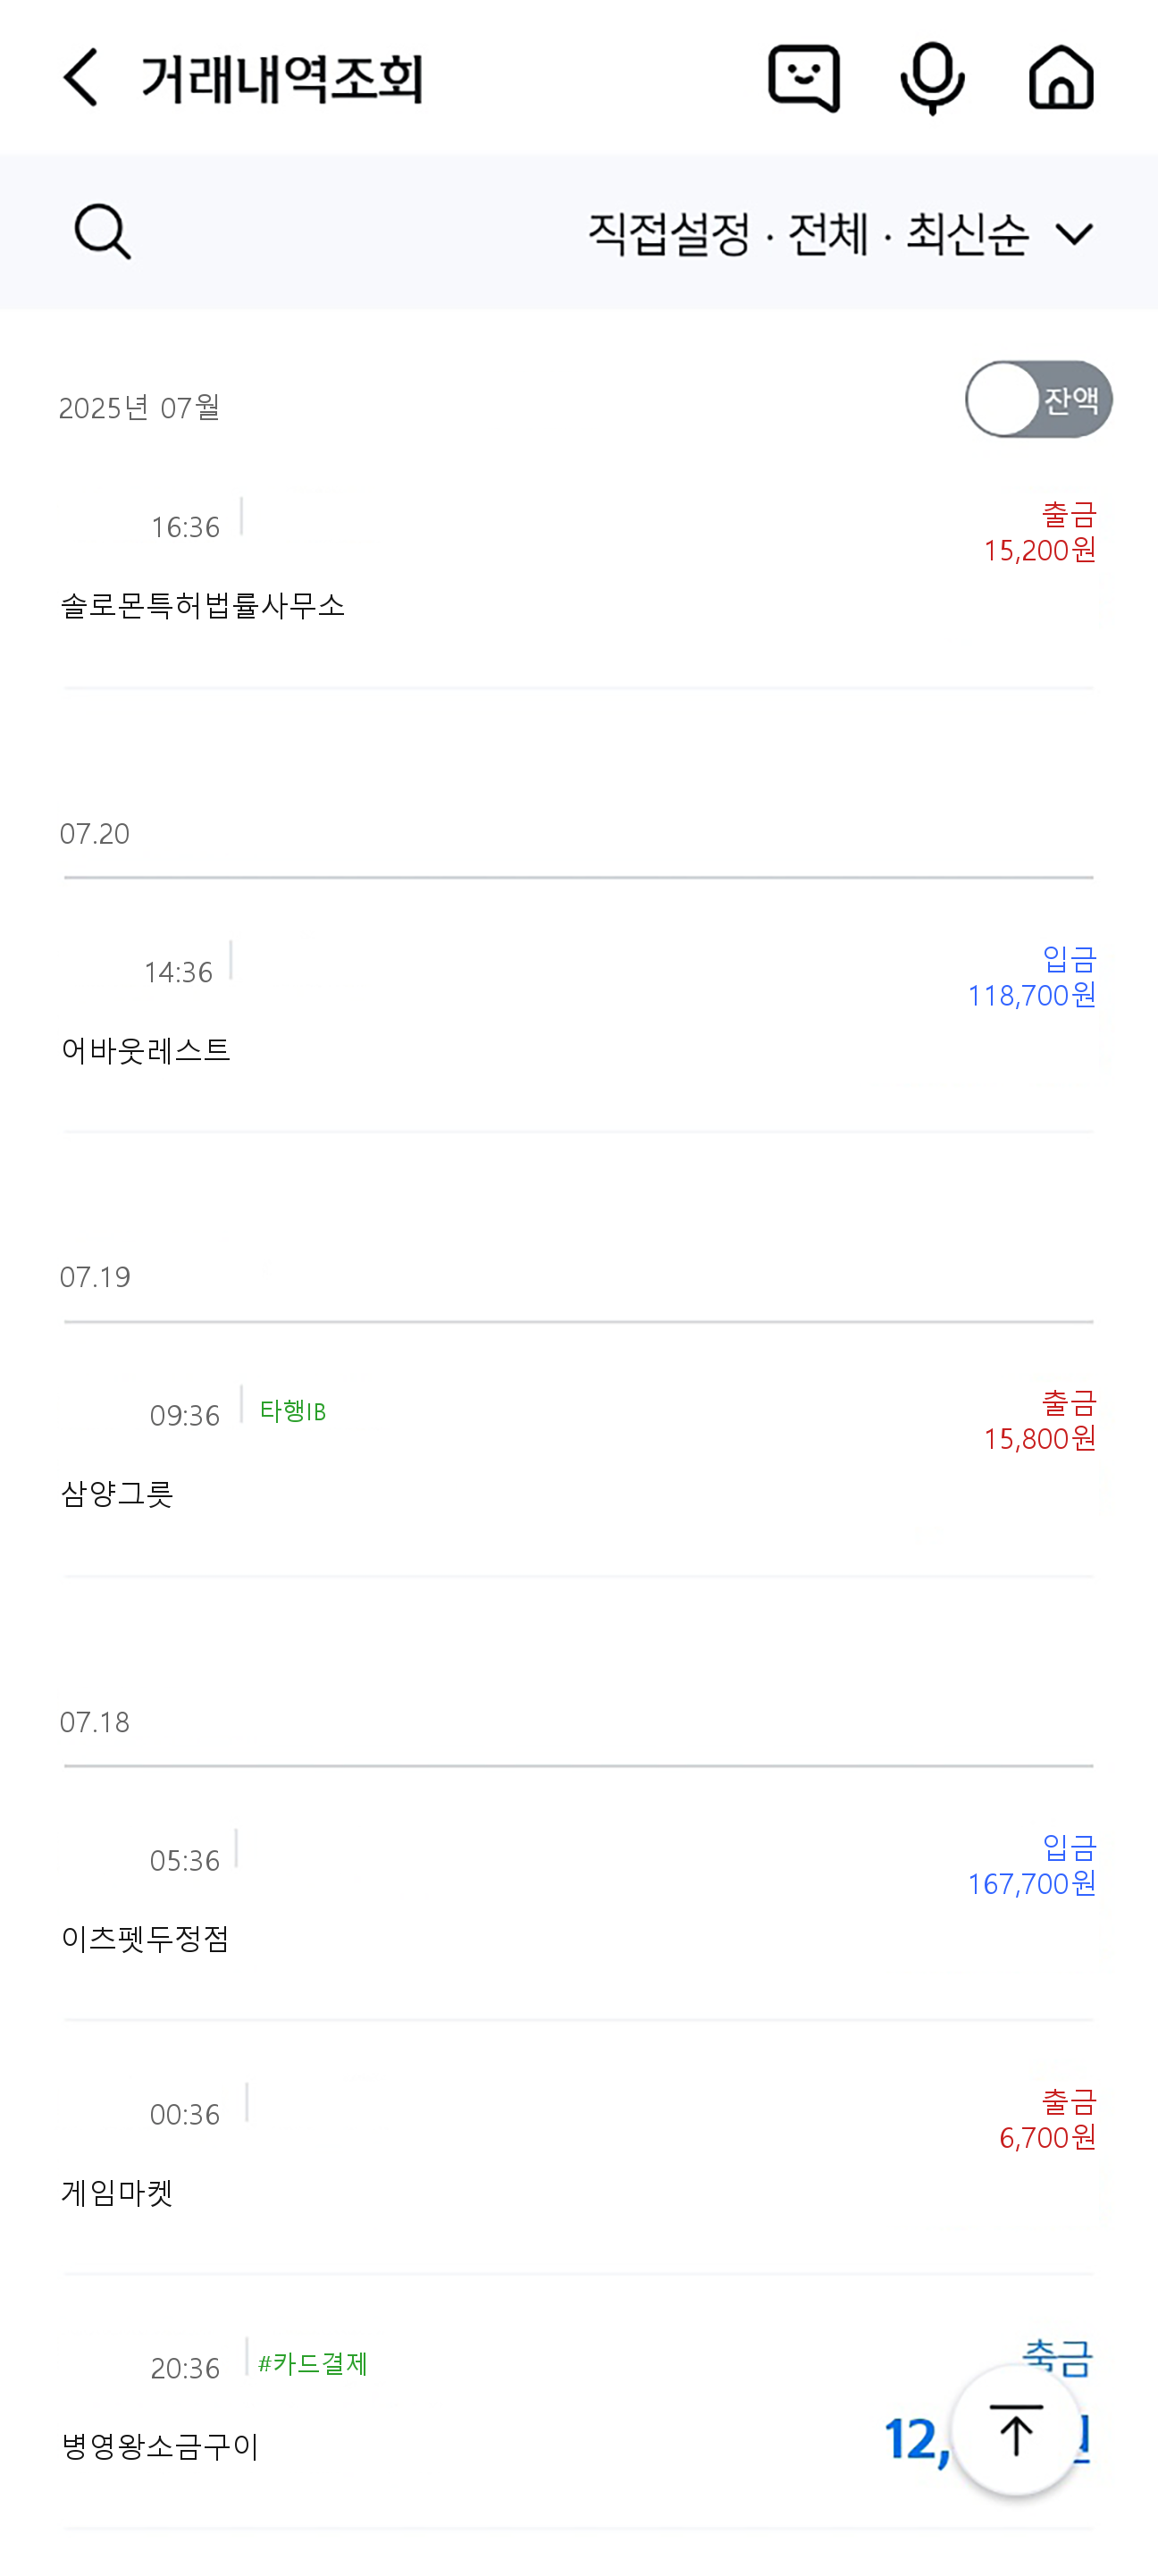 거래내역조회
직접설정 · 전체 · 최신순
2025년 07월
잔액
16:36
출금
15,200원
솔로몬특허법률사무소
07.20
14:36
입금
118,700원
어바웃레스트
07.19
09:36 타행IB
출금
15,800원
삼양그릇
07.18
05:36
입금
167,700원
이츠펫두정점
00:36
출금
6,700원
게임마켓
20:36 #카드결제
출금
12,
병영왕소금구이